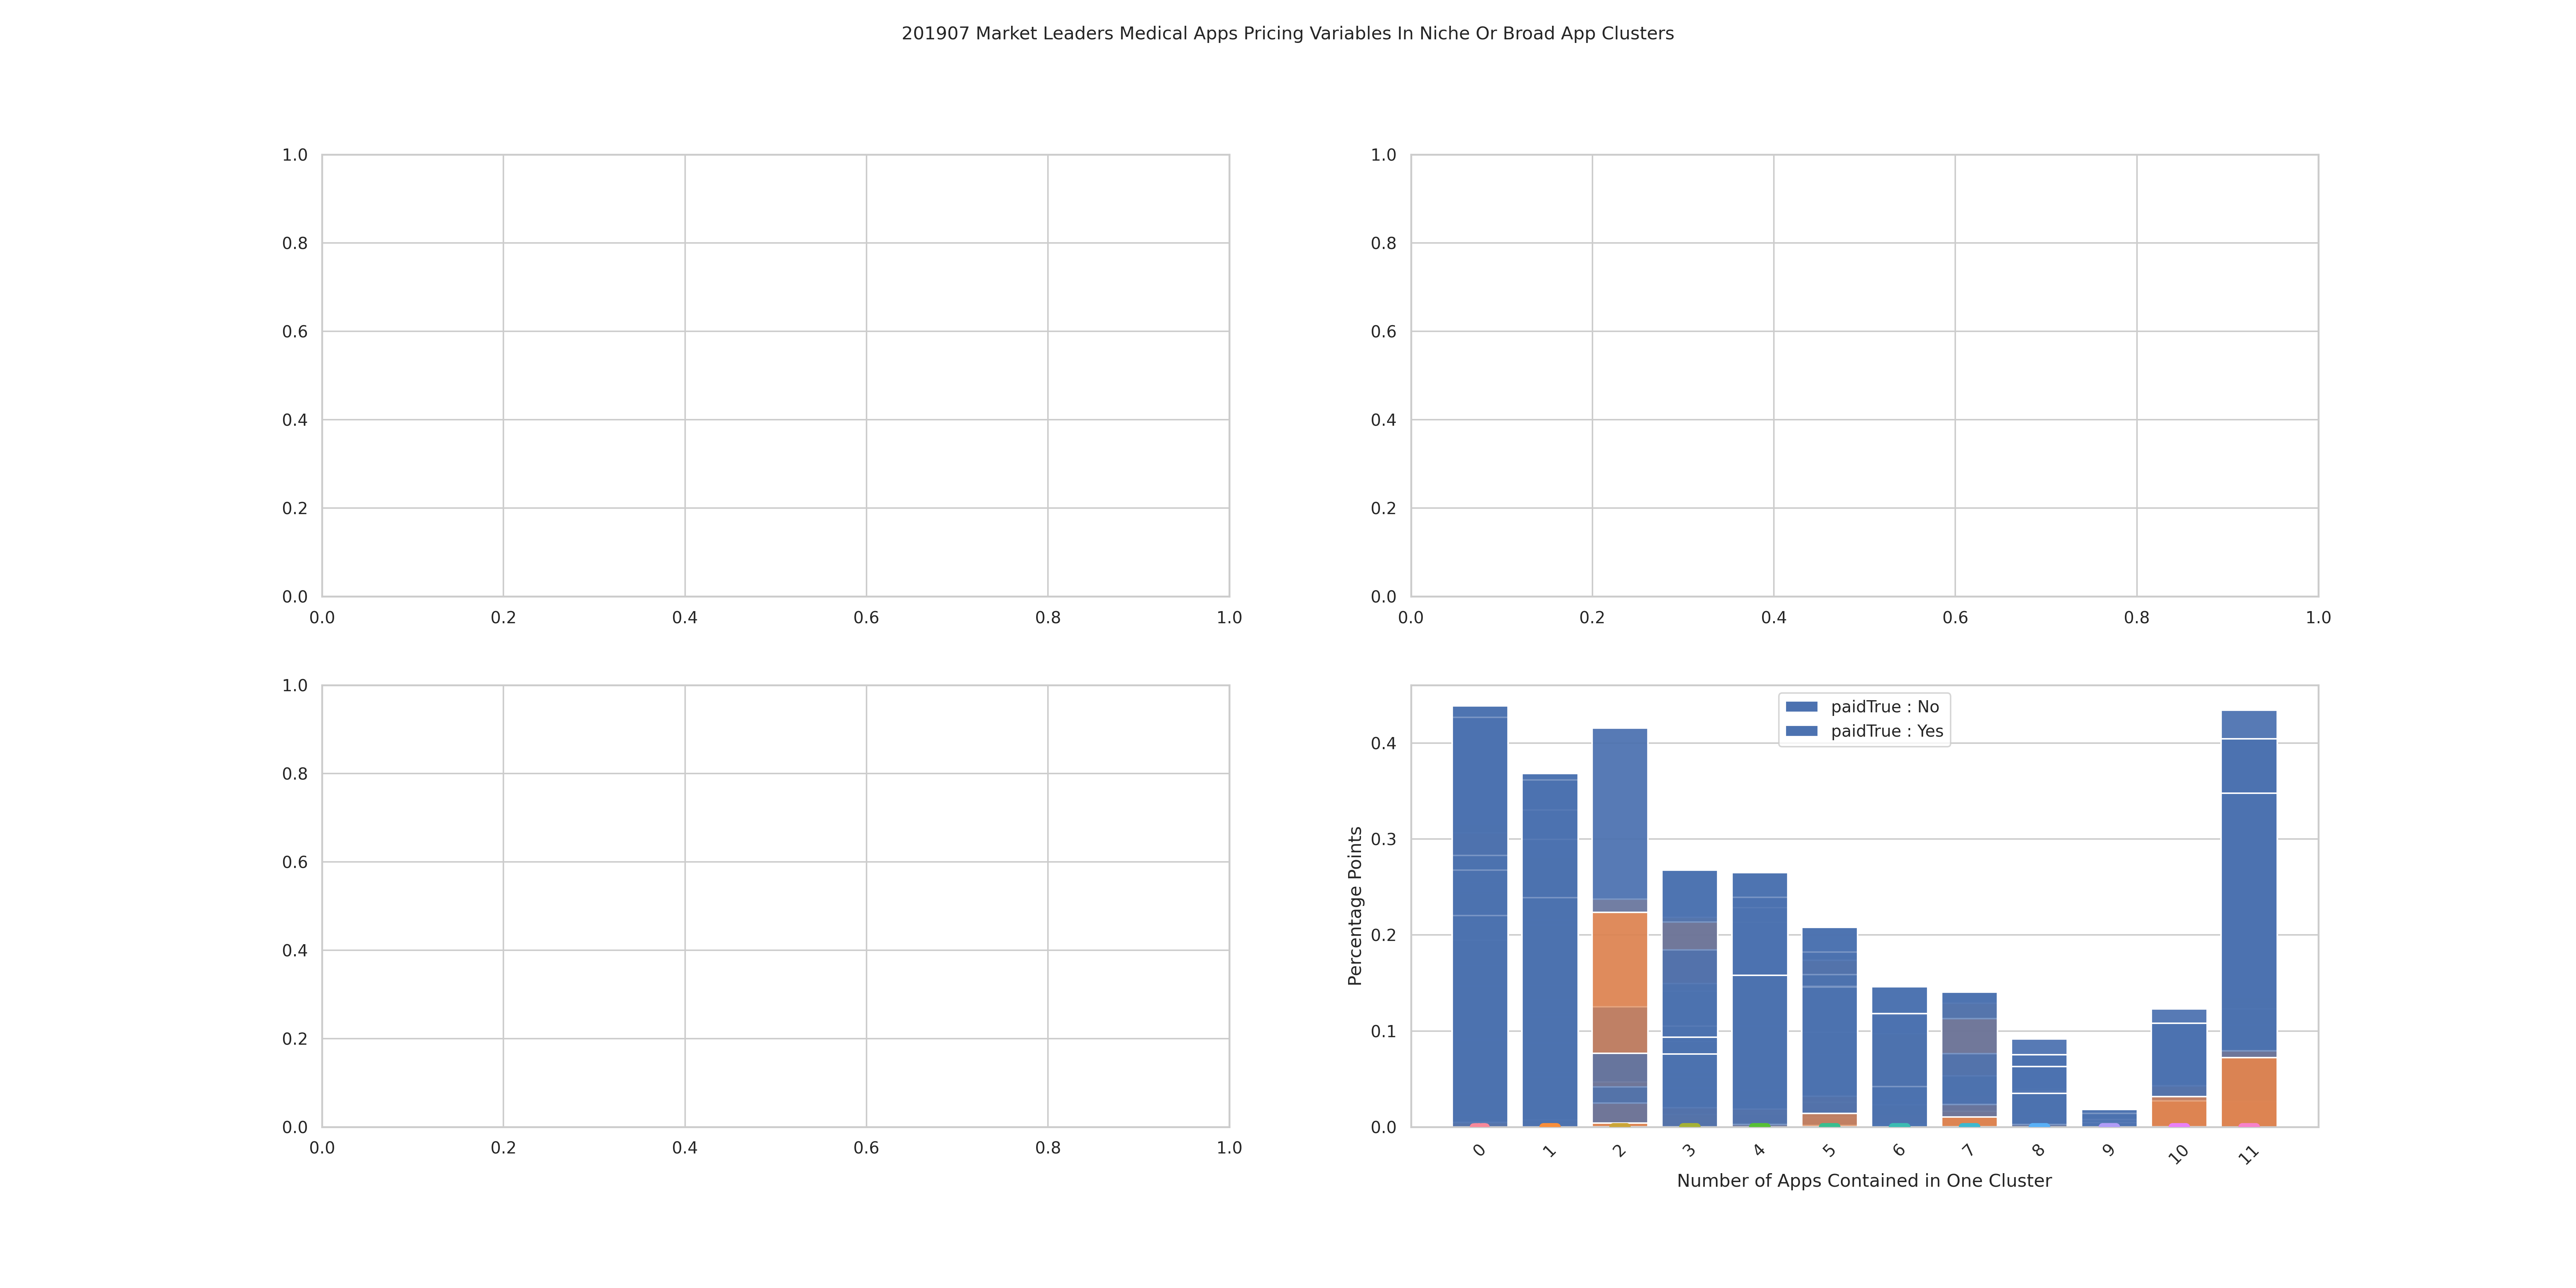 201907 Market Leaders Medical Apps Pricing Variables In Niche Or Broad App Clusters
1.0
0.8
0.6
0.4
0.2
0.0
0.0 0.2 0.4 0.6 0.8 1.0
1.0
0.8
0.6
0.4
0.2
0.0
0.0 0.2 0.4 0.6 0.8 1.0
1.0
0.8
0.6
0.4
0.2
0.0
0.0 0.2 0.4 0.6 0.8 1.0
paidTrue : No
paidTrue : Yes
Percentage Points
0.4
0.3
0.2
0.1
0.0
0 1 2 3 4 5 6 7 8 9 10 11
Number of Apps Contained in One Cluster